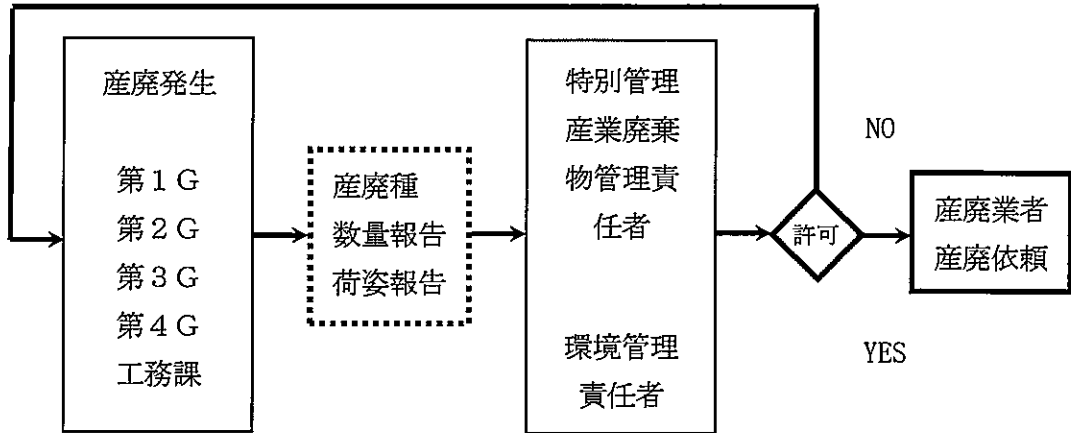 産廃発生
第1G
第2G
第3G
第4G
工務課
産廃種
数量報告
荷姿報告
特別管理
産業廃棄
物管理責
任者
環境管理
責任者
許可
NO
YES
産廃業者
産廃依頼